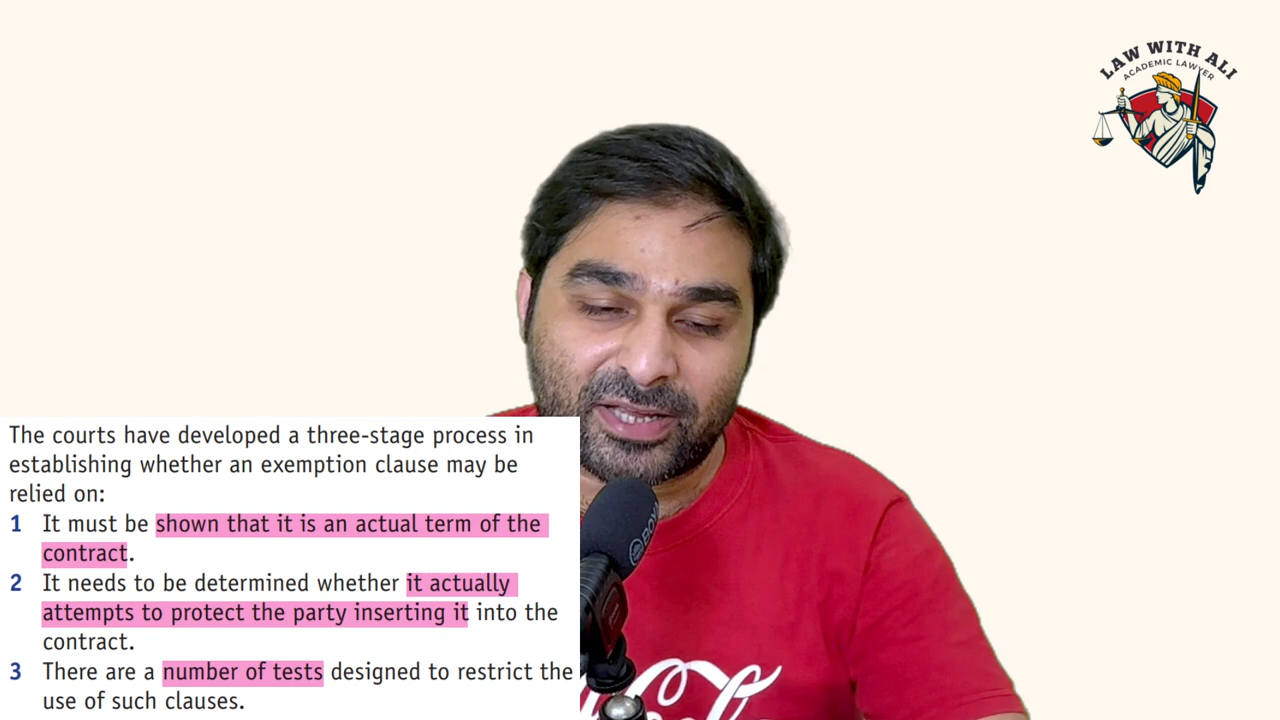 LAW WITH ALI
ACADEMIC LAWYER
The courts have developed a three-stage process in
establishing whether an exemption clause may be
relied on:
1 It must be shown that it is an actual term of the
contract.
2 It needs to be determined whether it actually
attempts to protect the party inserting it into the
contract.
3 There are a number of tests designed to restrict the
use of such clauses.